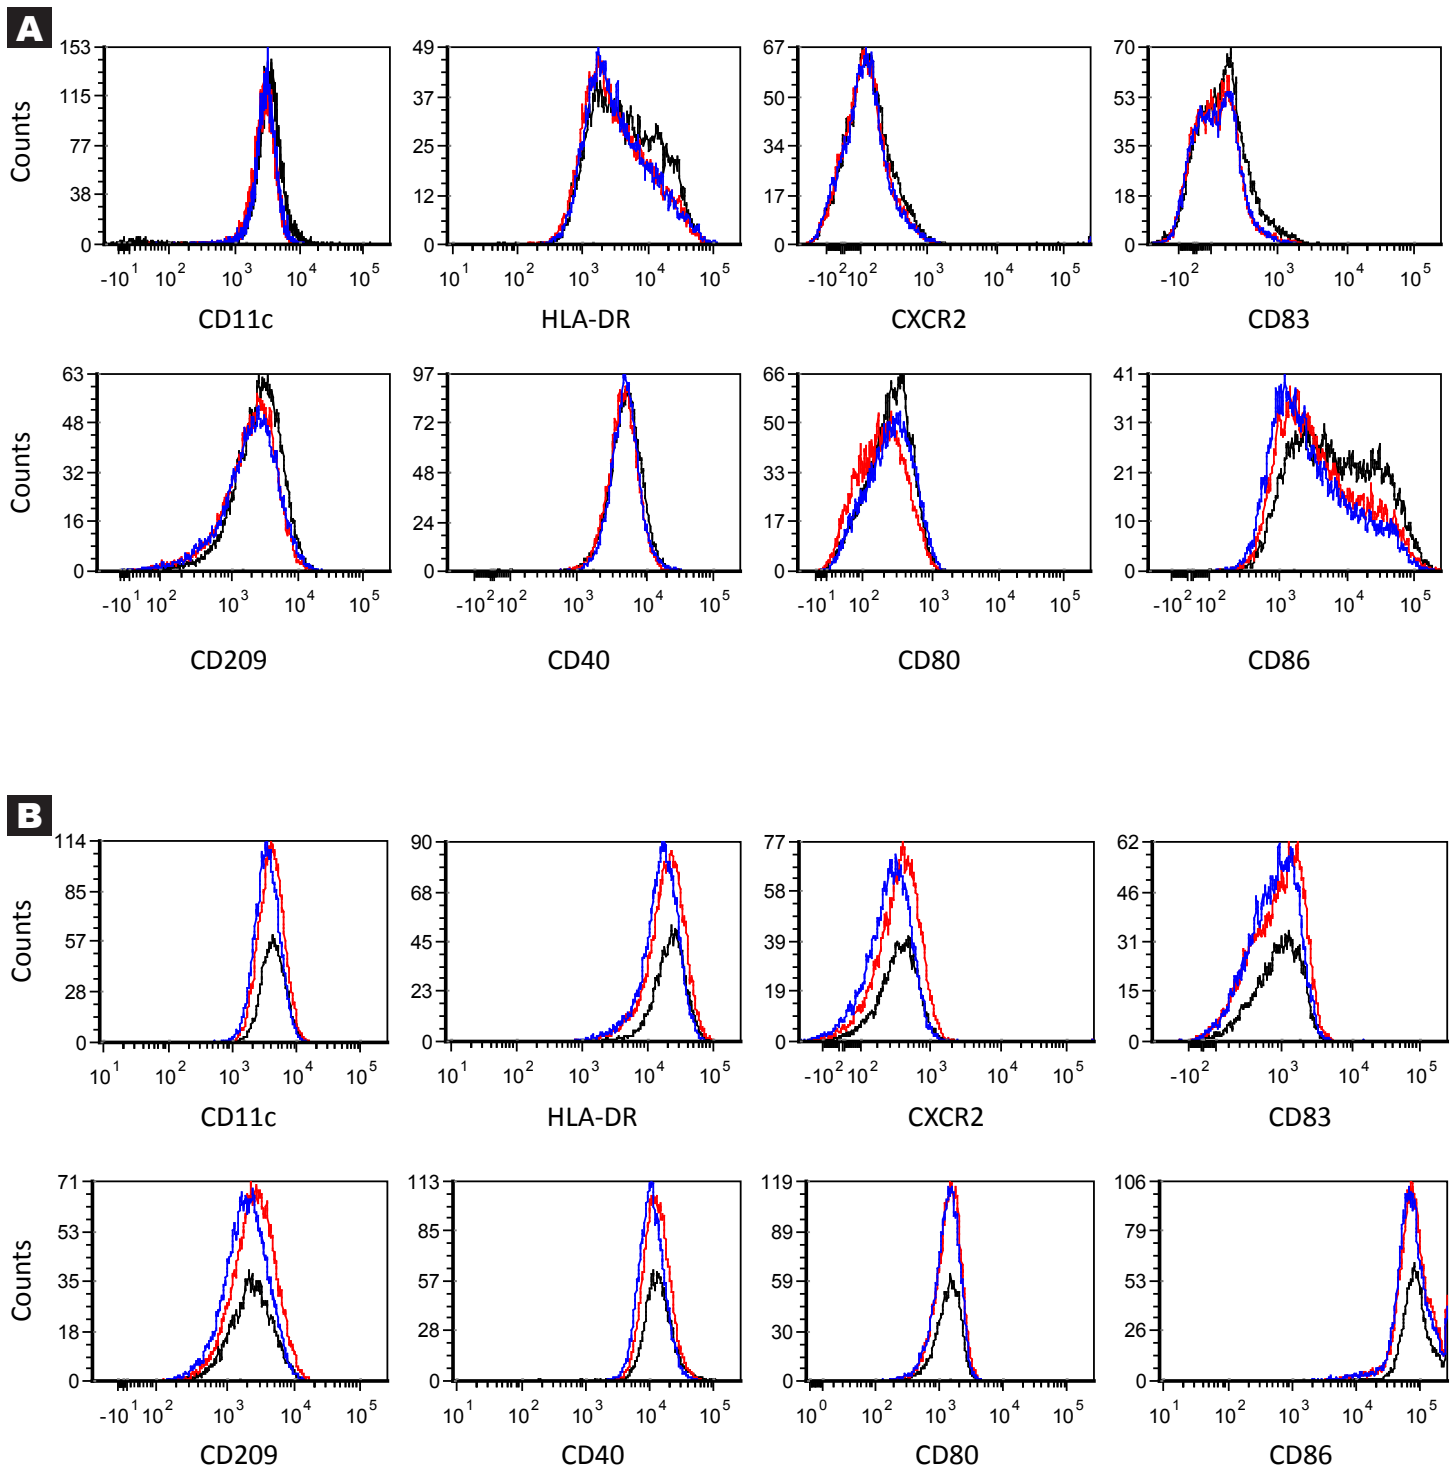 A
153 115 77 38 0 Counts -10¹ 10² 10³ 10⁴ 10⁵ CD11c
49 37 25 12 0 10¹ 10² 10³ 10⁴ 10⁵ HLA-DR
67 50 34 17 0 -10² 10² 10³ 10⁴ 10⁵ CXCR2
70 53 35 18 0 -10² 10³ 10⁴ 10⁵ CD83
63 48 32 16 0 Counts -10¹ 10² 10³ 10⁴ 10⁵ CD209
97 72 48 24 0 -10² 10² 10³ 10⁴ 10⁵ CD40
66 50 33 17 0 -10¹ 10² 10³ 10⁴ 10⁵ CD80
41 31 21 10 0 -10² 10² 10³ 10⁴ 10⁵ CD86
B
114 85 57 28 0 Counts 10¹ 10² 10³ 10⁴ 10⁵ CD11c
90 68 45 23 0 10¹ 10² 10³ 10⁴ 10⁵ HLA-DR
77 58 39 19 0 -10² 10² 10³ 10⁴ 10⁵ CXCR2
62 46 31 15 0 -10² 10³ 10⁴ 10⁵ CD83
71 53 35 18 0 Counts -10¹ 10² 10³ 10⁴ 10⁵ CD209
113 85 57 28 0 10¹ 10² 10³ 10⁴ 10⁵ CD40
119 89 59 30 0 10⁰ 10² 10³ 10⁴ 10⁵ CD80
106 79 53 26 0 10¹ 10² 10³ 10⁴ 10⁵ CD86